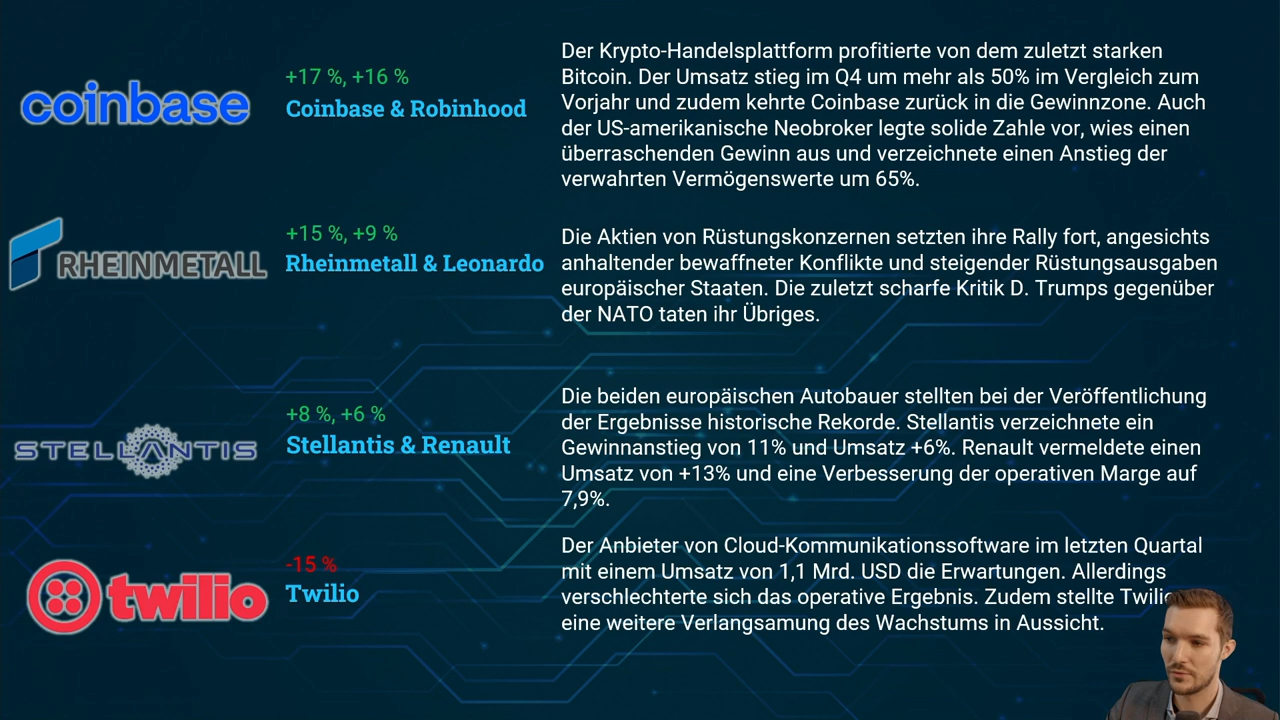 coinbase
+17 %, +16 %
Coinbase & Robinhood
Der Krypto-Handelsplattform profitierte von dem zuletzt starken
Bitcoin. Der Umsatz stieg im Q4 um mehr als 50% im Vergleich zum
Vorjahr und zudem kehrte Coinbase zurück in die Gewinnzone. Auch
der US-amerikanische Neobroker legte solide Zahle vor, wies einen
überraschenden Gewinn aus und verzeichnete einen Anstieg der
verwahrten Vermögenswerte um 65%.
RHEINMETALL
+15 %, +9 %
Rheinmetall & Leonardo
Die Aktien von Rüstungskonzernen setzten ihre Rally fort, angesichts
anhaltender bewaffneter Konflikte und steigender Rüstungsausgaben
europäischer Staaten. Die zuletzt scharfe Kritik D. Trumps gegenüber
der NATO taten ihr Übriges.
STELLANTIS
+8 %, +6 %
Stellantis & Renault
Die beiden europäischen Autobauer stellten bei der Veröffentlichung
der Ergebnisse historische Rekorde. Stellantis verzeichnete ein
Gewinnanstieg von 11% und Umsatz +6%. Renault vermeldete einen
Umsatz von +13% und eine Verbesserung der operativen Marge auf
7,9%.
twilio
-15 %
Twilio
Der Anbieter von Cloud-Kommunikationssoftware im letzten Quartal
mit einem Umsatz von 1,1 Mrd. USD die Erwartungen. Allerdings
verschlechterte sich das operative Ergebnis. Zudem stellte Twilio
eine weitere Verlangsamung des Wachstums in Aussicht.